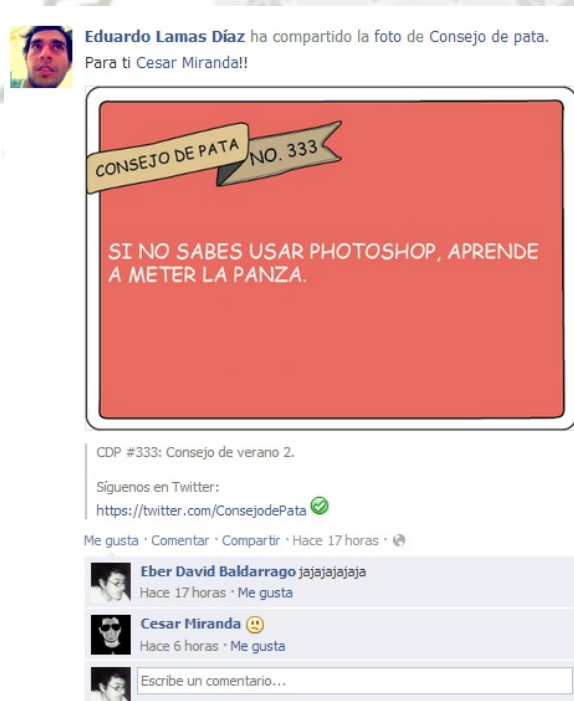 Eduardo Lamas Díaz ha compartido la foto de Consejo de pata.
Para ti Cesar Miranda!!
CONSEJO DE PATA NO. 333
SI NO SABES USAR PHOTOSHOP, APRENDE
A METER LA PANZA.
CDP #333: Consejo de verano 2.
Síguenos en Twitter:
https://twitter.com/ConsejodePata
Me gusta · Comentar · Compartir · Hace 17 horas ·
Eber David Baldarrago jajajajajaja
Hace 17 horas · Me gusta
Cesar Miranda
Hace 6 horas · Me gusta
Escribe un comentario...